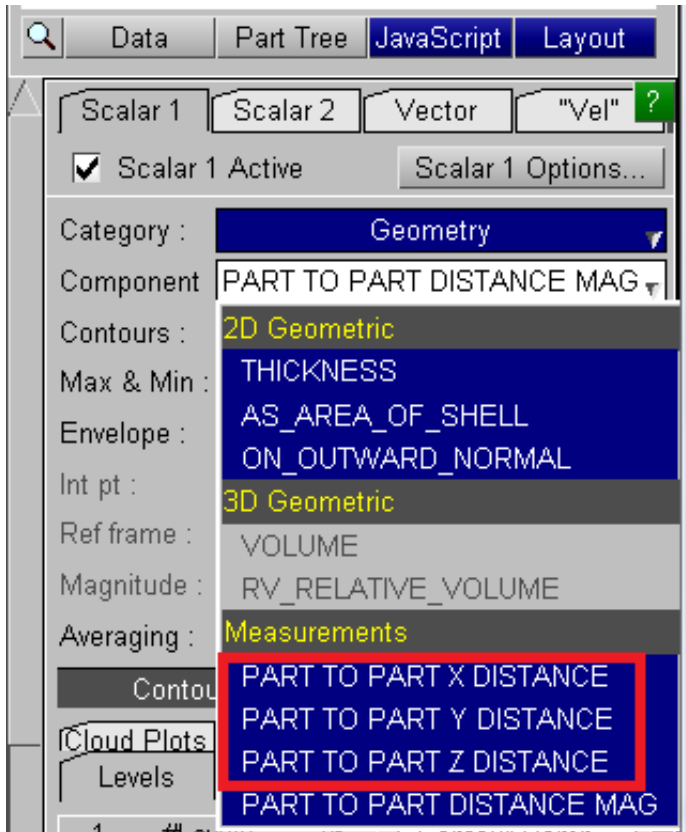 Data Part Tree JavaScript Layout
Scalar 1 Scalar 2 Vector "Vel" ?
Scalar 1 Active Scalar 1 Options...
Category : Geometry
Component PART TO PART DISTANCE MAG
Contours : 2D Geometric
THICKNESS
Max & Min :
AS_AREA_OF_SHELL
Envelope :
ON_OUTWARD_NORMAL
Int pt :
3D Geometric
Ref frame :
VOLUME
Magnitude : RV_RELATIVE_VOLUME
Averaging : Measurements
PART TO PART X DISTANCE
Contou
PART TO PART Y DISTANCE
Cloud Plots
PART TO PART Z DISTANCE
Levels
PART TO PART DISTANCE MAG